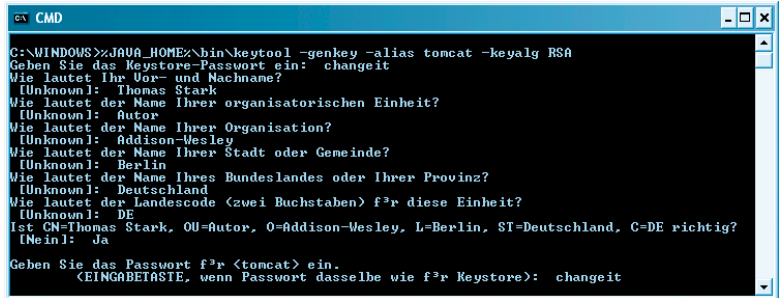 CMD
C:\WINDOWS>%JAVA_HOME%\bin\keytool -genkey -alias tomcat -keyalg RSA
Geben Sie das Keystore-Passwort ein:  changeit
Wie lautet Ihr Vor- und Nachname?
[Unknown]:  Thomas Stark
Wie lautet der Name Ihrer organisatorischen Einheit?
[Unknown]:  Autor
Wie lautet der Name Ihrer Organisation?
[Unknown]:  Addison-Wesley
Wie lautet der Name Ihrer Stadt oder Gemeinde?
[Unknown]:  Berlin
Wie lautet der Name Ihres Bundeslandes oder Ihrer Provinz?
[Unknown]:  Deutschland
Wie lautet der Landescode (zwei Buchstaben) f³r diese Einheit?
[Unknown]:  DE
Ist CN=Thomas Stark, OU=Autor, O=Addison-Wesley, L=Berlin, ST=Deutschland, C=DE richtig?
[Nein]:  Ja
Geben Sie das Passwort f³r <tomcat> ein.
(EINGABETASTE, wenn Passwort dasselbe wie f³r Keystore):  changeit